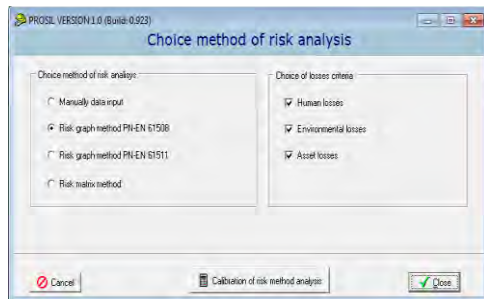 PROSIL VERSION 1.0 (Build: 0.923)
Choice method of risk analysis
Choice method of risk analisys
Manually data input
Risk graph method PN-EN 61508
Risk graph method PN-EN 61511
Risk matrix method
Choice of losses criteria
Human losses
Environmental losses
Asset losses
Cancel
Calibration of risk method analysis
Close